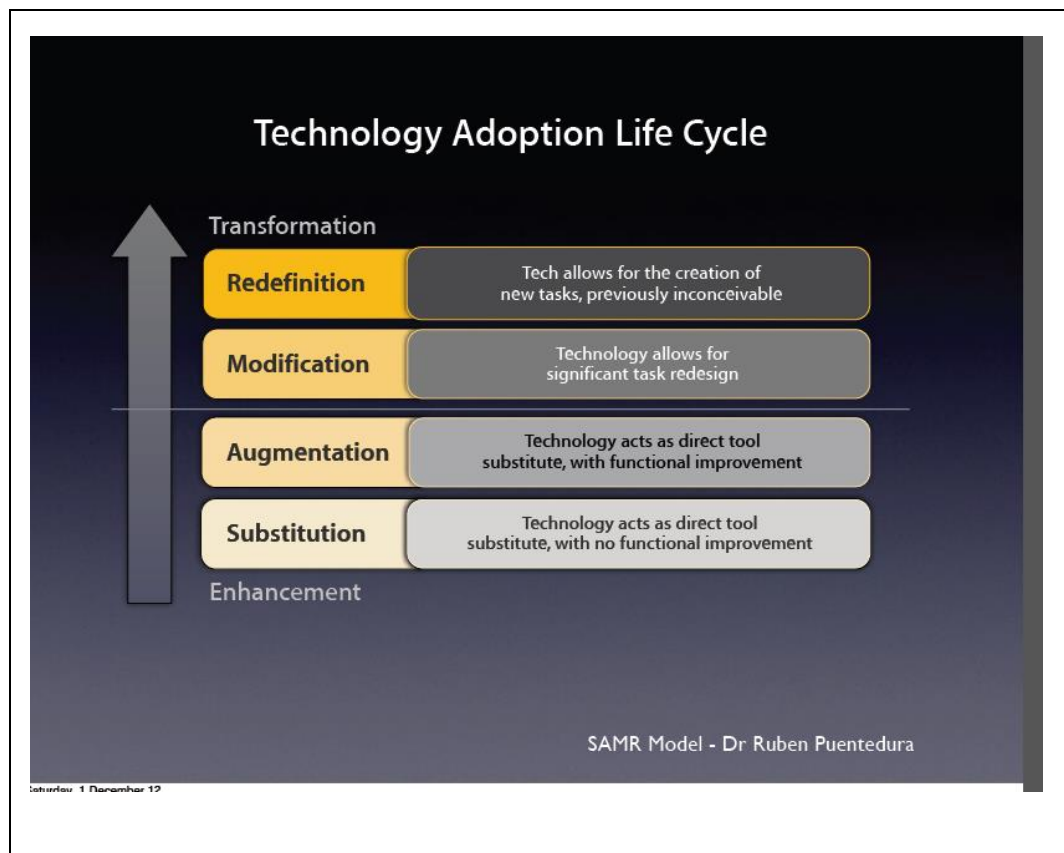 Technology Adoption Life Cycle
Transformation
Redefinition
Tech allows for the creation of
new tasks, previously inconceivable
Modification
Technology allows for
significant task redesign
Augmentation
Technology acts as direct tool
substitute, with functional improvement
Substitution
Technology acts as direct tool
substitute, with no functional improvement
Enhancement
SAMR Model - Dr Ruben Puentedura
Saturday, 1 December 12